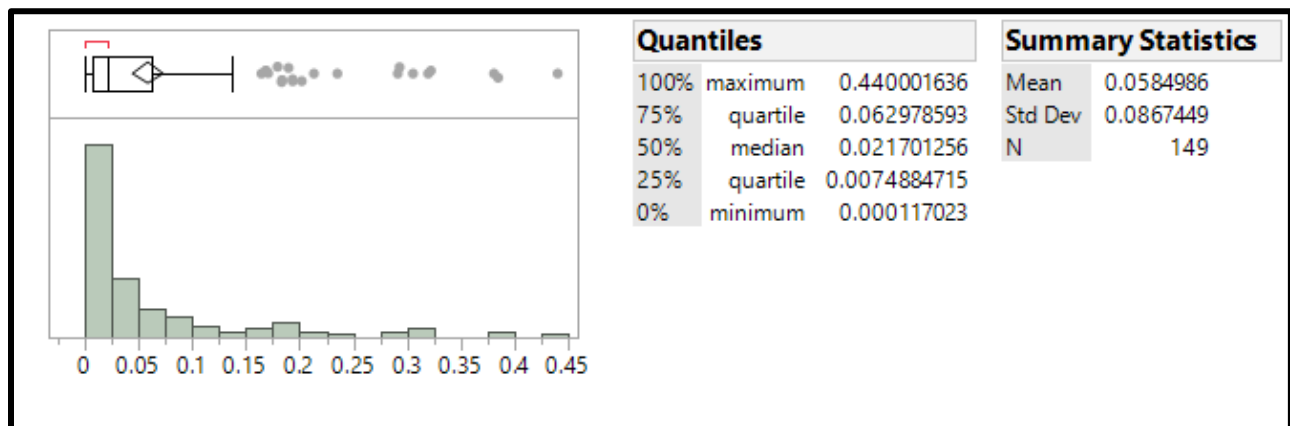 Quantiles
100% maximum 0.440001636
75% quartile 0.062978593
50% median 0.021701256
25% quartile 0.0074884715
0% minimum 0.000117023
Summary Statistics
Mean 0.0584986
Std Dev 0.0867449
N 149
0 0.05 0.1 0.15 0.2 0.25 0.3 0.35 0.4 0.45